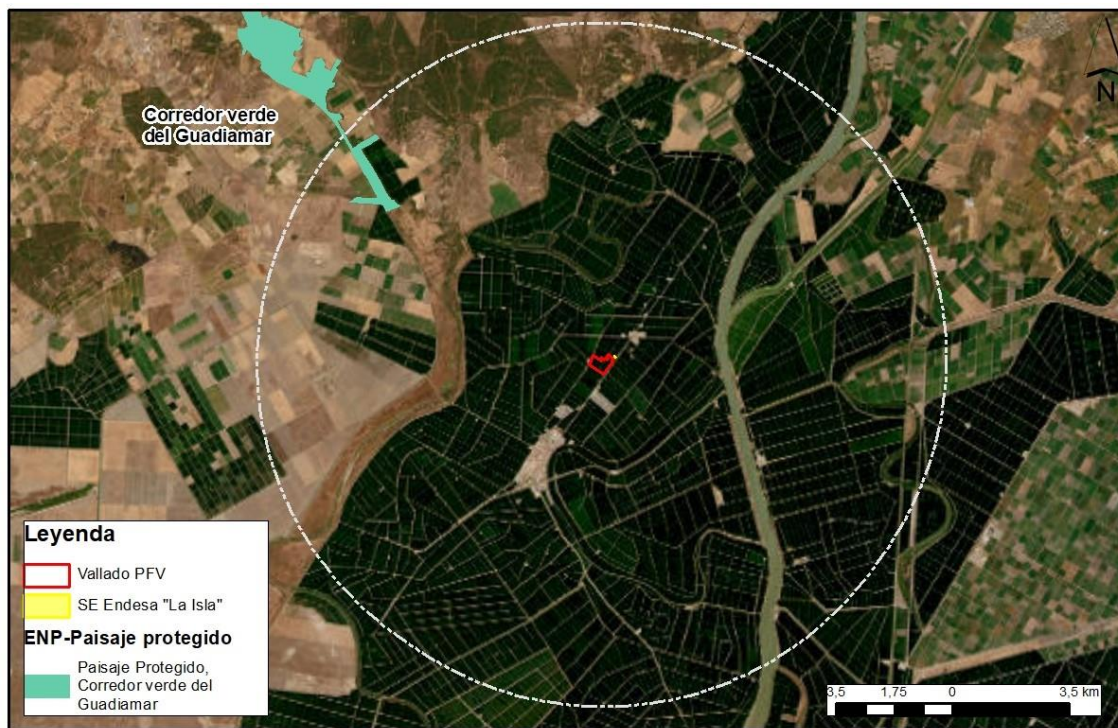 Corredor verde
del Guadiamar
N
Leyenda
Vallado PFV
SE Endesa "La Isla"
ENP-Paisaje protegido
Paisaje Protegido,
Corredor verde del
Guadiamar
3,5 1,75 0 3,5 km